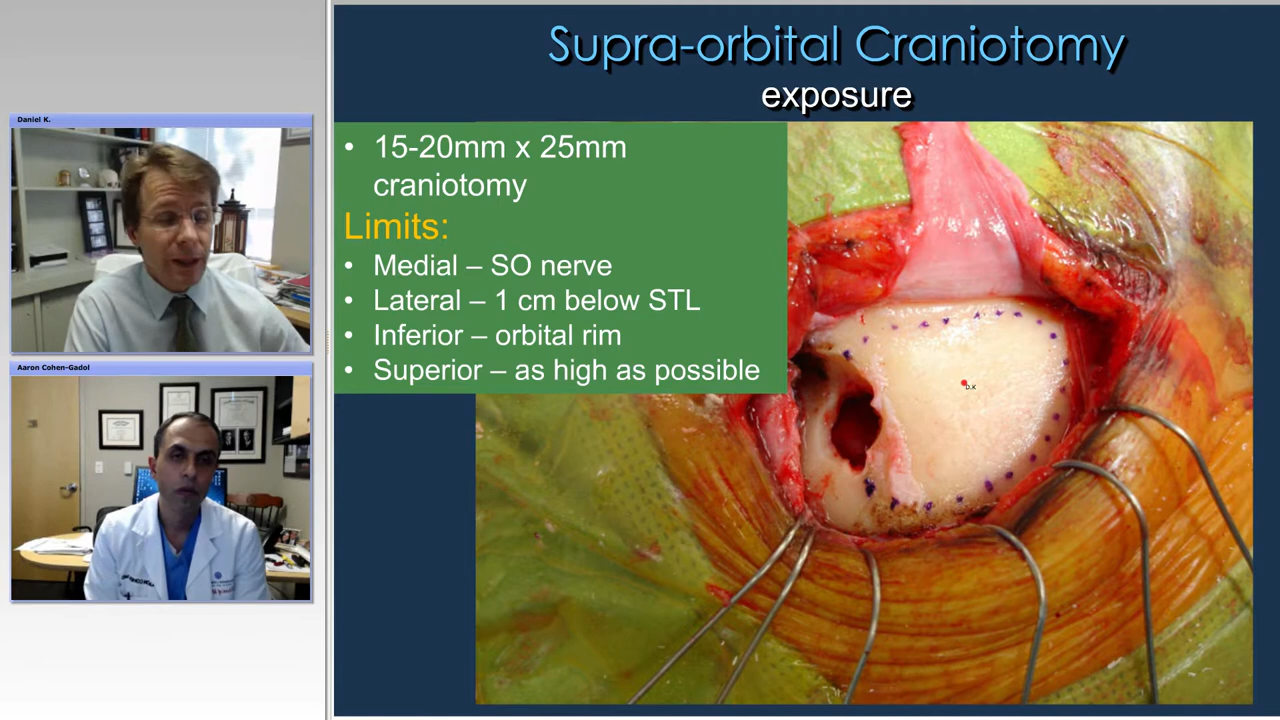 Daniel K.
Aaron Cohen-Gadol
Supra-orbital Craniotomy
exposure
• 15-20mm x 25mm
craniotomy
Limits:
• Medial – SO nerve
• Lateral – 1 cm below STL
• Inferior – orbital rim
• Superior – as high as possible
D.K